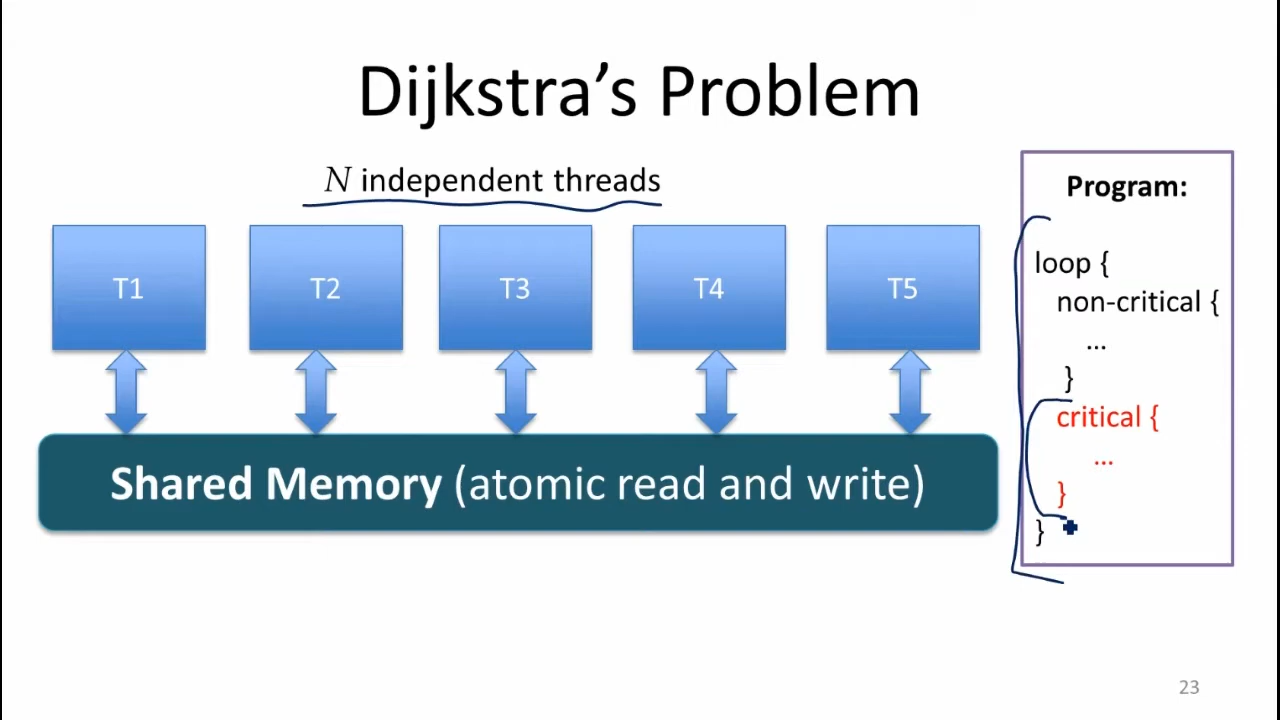 Dijkstra's Problem
N independent threads
T1
T2
T3
T4
T5
Shared Memory (atomic read and write)
Program:
loop {
non-critical {
...
}
critical {
...
}
}
23